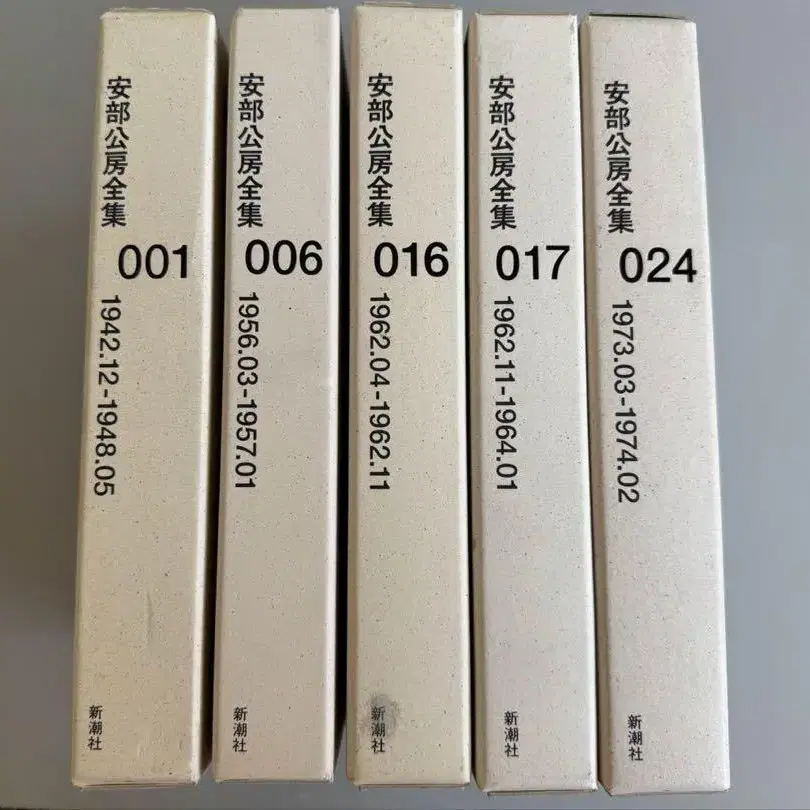 安部公房全集
001
1942.12-1948.05
新潮社
安部公房全集
006
1956.03-1957.01
新潮社
安部公房全集
016
1962.04-1962.11
新潮社
安部公房全集
017
1962.11-1964.01
新潮社
安部公房全集
024
1973.03-1974.02
新潮社